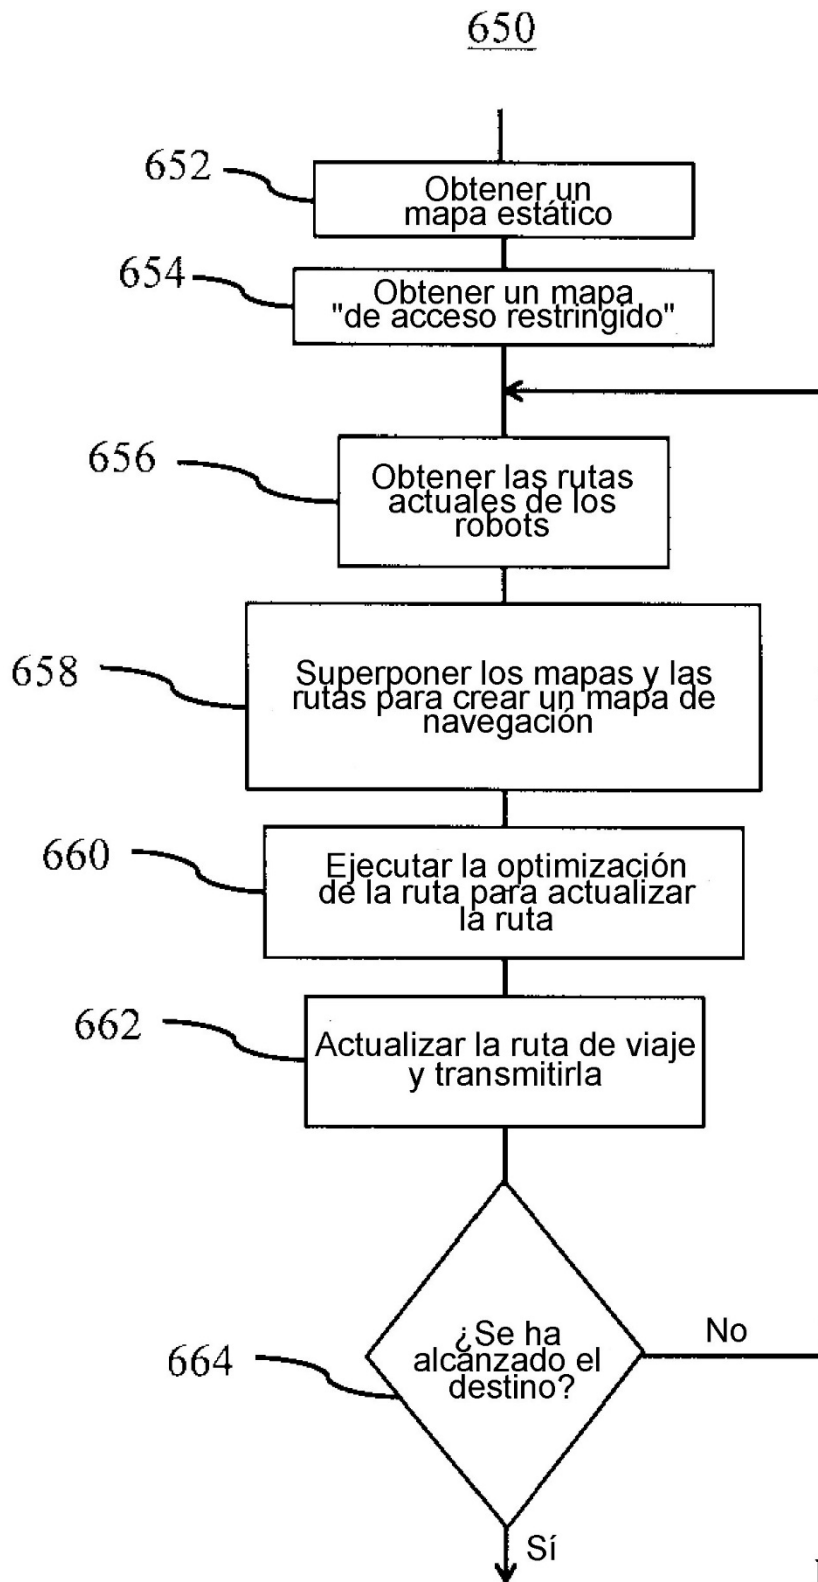 650
652
Obtener un
mapa estático
654
Obtener un mapa
"de acceso restringido"
656
Obtener las rutas
actuales de los
robots
658
Superponer los mapas y las
rutas para crear un mapa de
navegación
660
Ejecutar la optimización
de la ruta para actualizar
la ruta
662
Actualizar la ruta de viaje
y transmitirla
664
¿Se ha
alcanzado el
destino?
No
Sí